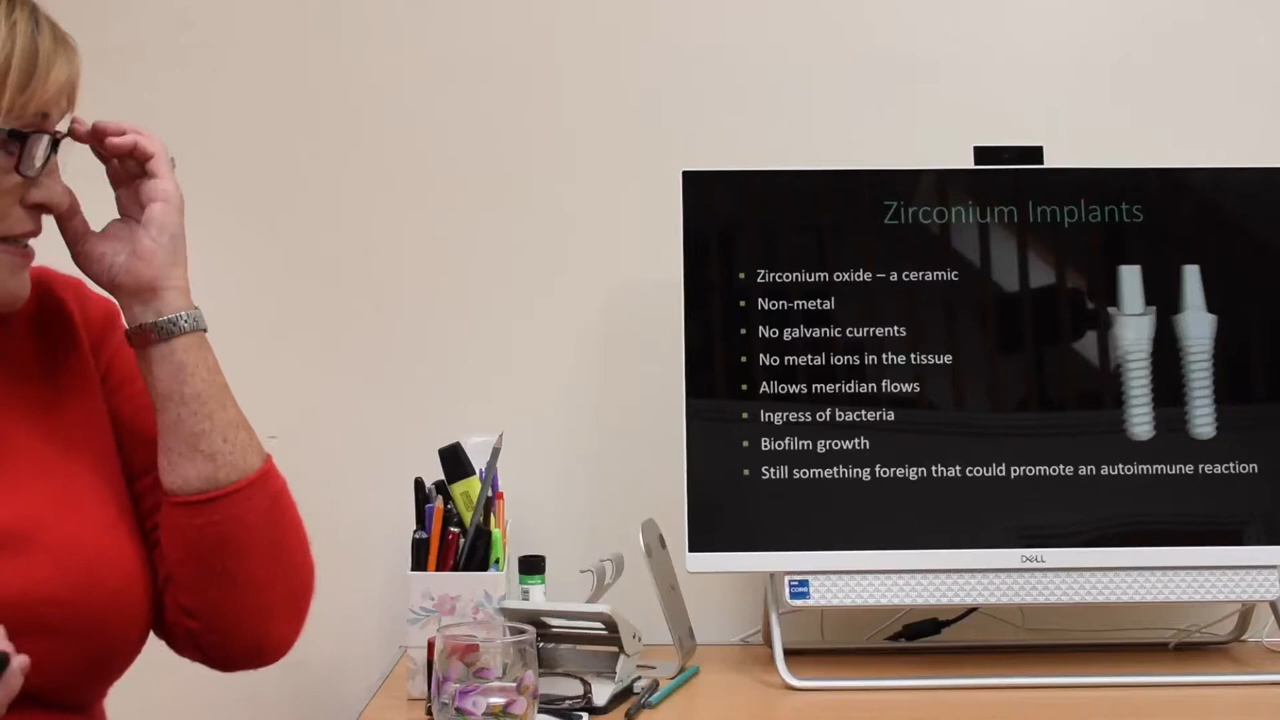 Zirconium Implants
Zirconium oxide – a ceramic
Non-metal
No galvanic currents
No metal ions in the tissue
Allows meridian flows
Ingress of bacteria
Biofilm growth
Still something foreign that could promote an autoimmune reaction
DELL
CORE